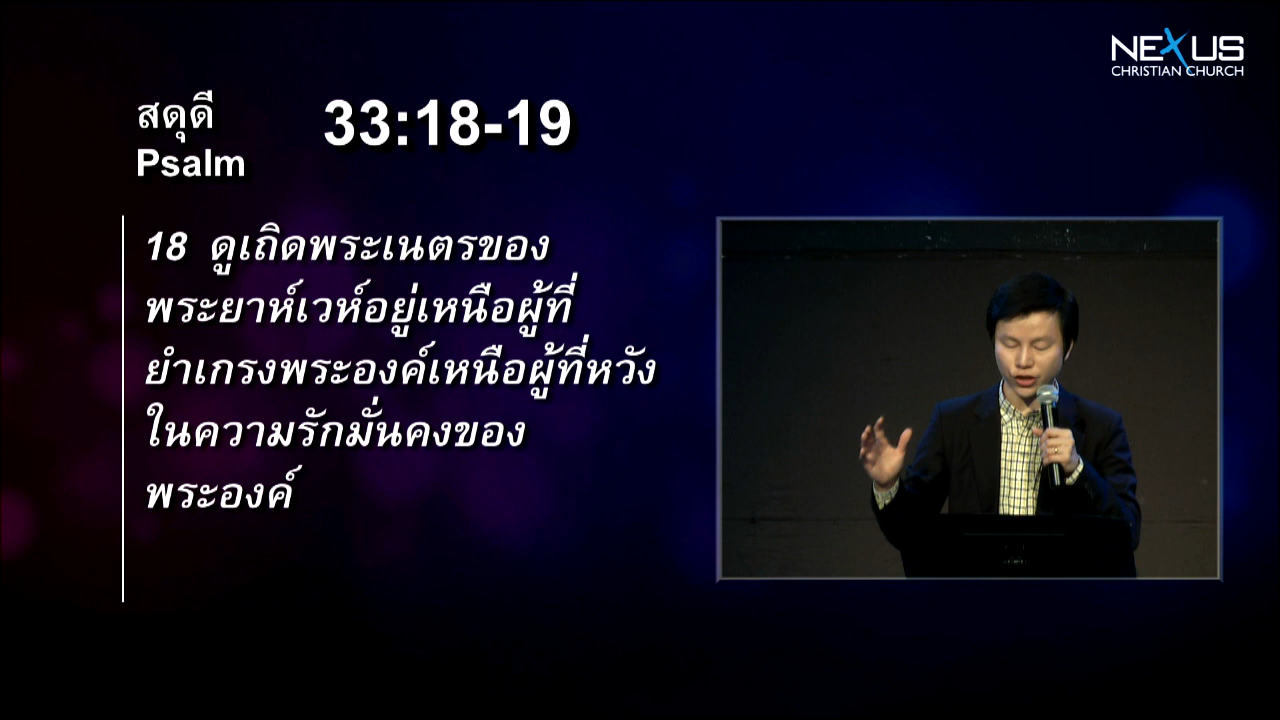 NEXUS
CHRISTIAN CHURCH
สดุดี
Psalm
33:18-19
18 ดูเถิดพระเนตรของ
พระยาห์เวห์อยู่เหนือผู้ที่
ยำเกรงพระองค์เหนือผู้ที่หวัง
ในความรักมั่นคงของ
พระองค์